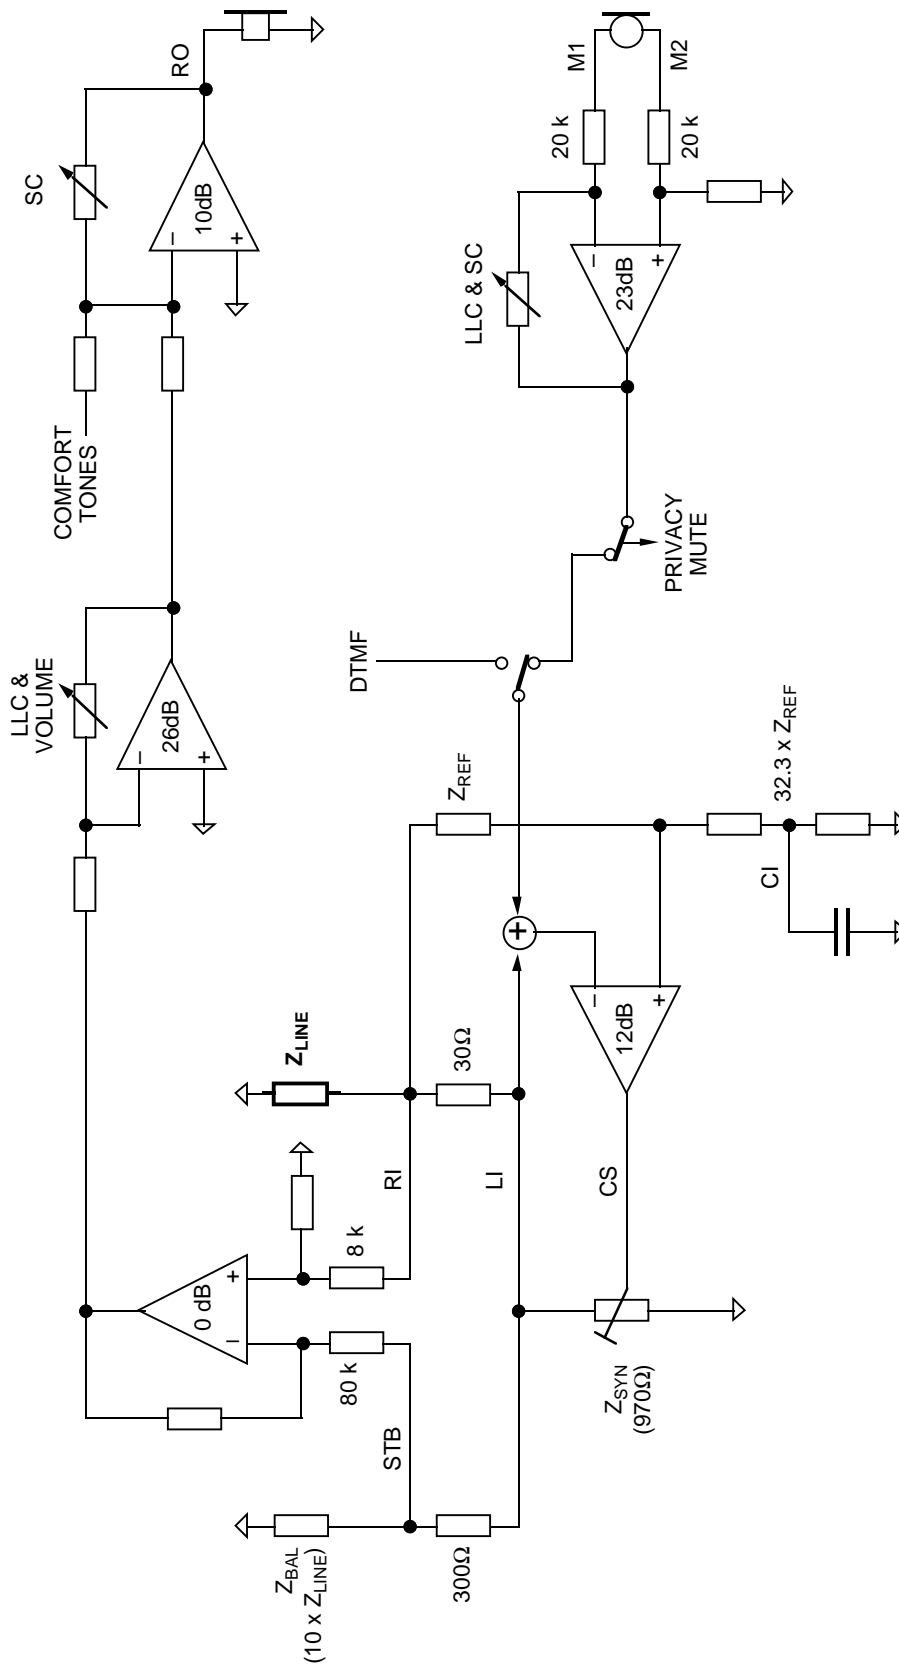 Z_BAL
(10 x Z_LINE)
300Ω
STB
80 k
0 dB
−
+
8 k
RI
LI
Z_SYN
(970Ω)
CS
Z_LINE
30Ω
12dB
−
+
+
Z_REF
CI
32.3 x Z_REF
LLC &
VOLUME
26dB
−
+
DTMF
PRIVACY
MUTE
COMFORT
TONES
SC
10dB
−
+
RO
LLC & SC
23dB
−
+
20 k
20 k
M1
M2